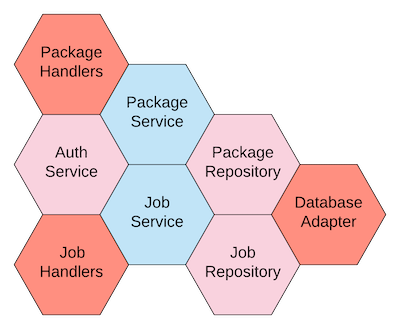 Package
Handlers
Package
Service
Auth
Service
Package
Repository
Job
Service
Database
Adapter
Job
Handlers
Job
Repository